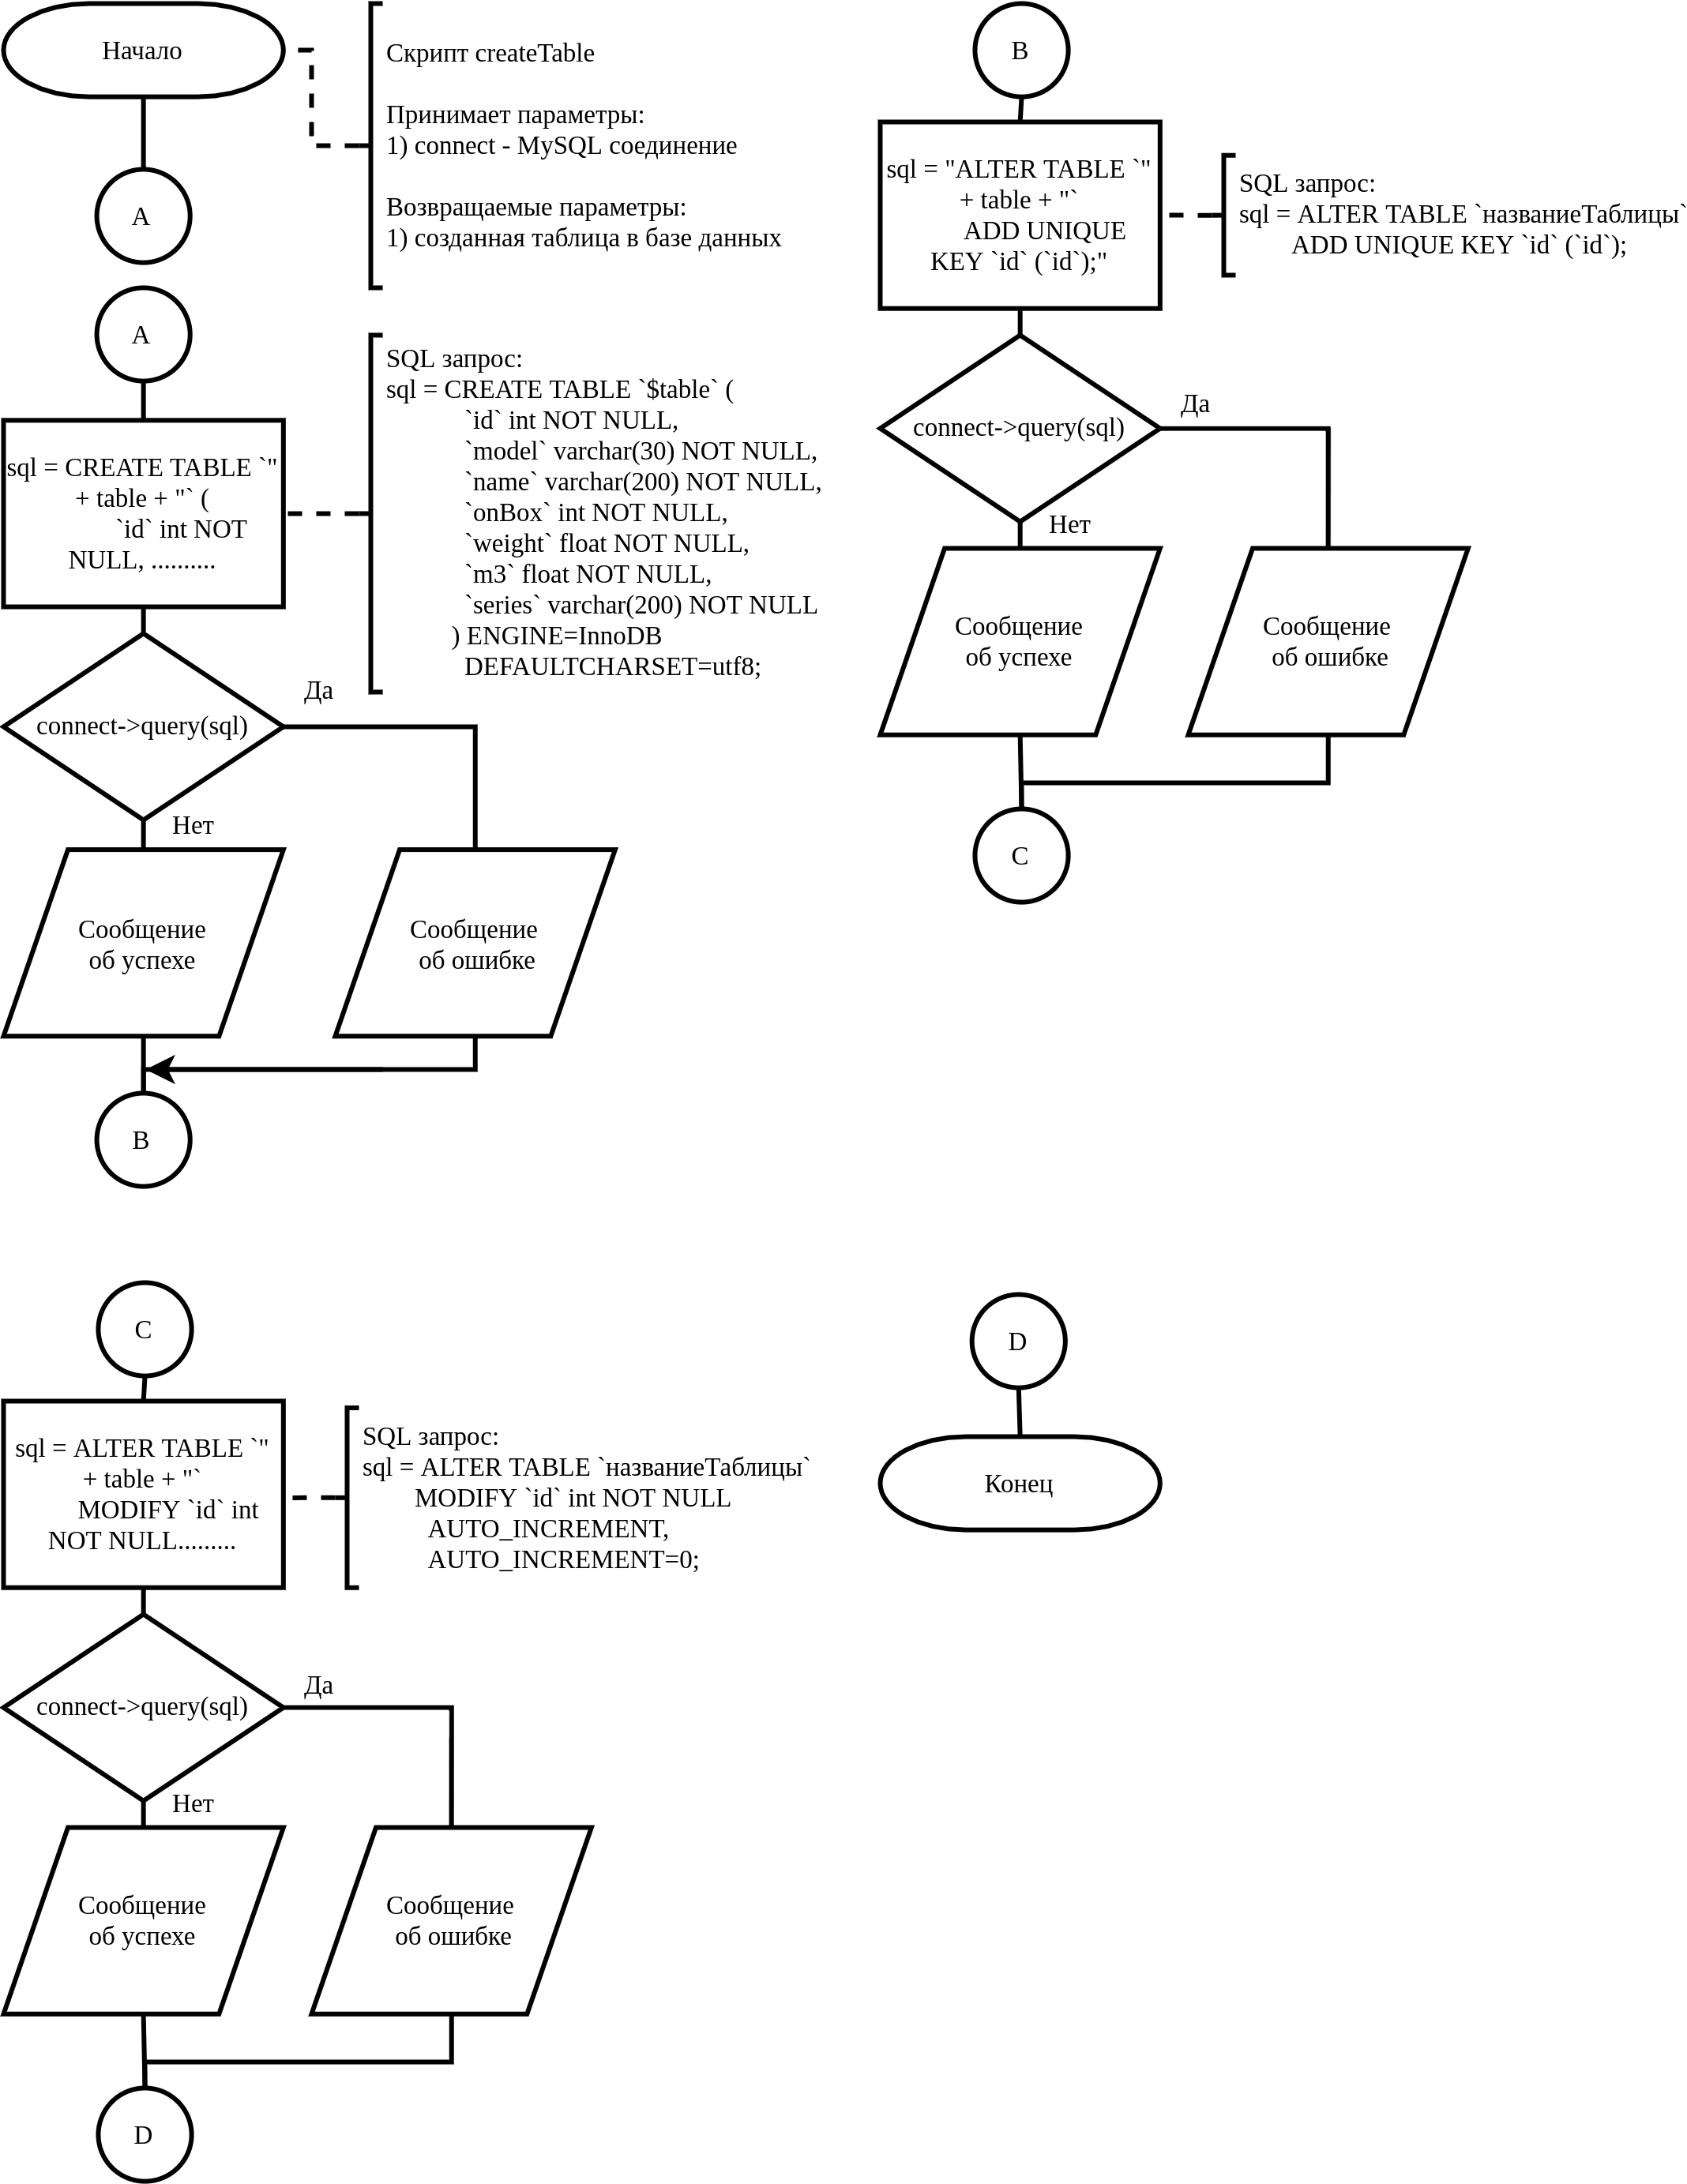 Начало
Скрипт createTable
Принимает параметры:
1) connect - MySQL соединение
Возвращаемые параметры:
1) созданная таблица в базе данных
A
A
sql = CREATE TABLE `"
+ table + "` (
`id` int NOT
NULL, ..........
SQL запрос:
sql = CREATE TABLE `$table` (
`id` int NOT NULL,
`model` varchar(30) NOT NULL,
`name` varchar(200) NOT NULL,
`onBox` int NOT NULL,
`weight` float NOT NULL,
`m3` float NOT NULL,
`series` varchar(200) NOT NULL
) ENGINE=InnoDB
DEFAULTCHARSET=utf8;
connect->query(sql)
Да
Нет
Сообщение
об успехе
Сообщение
об ошибке
B
B
sql = "ALTER TABLE `"
+ table + "`
ADD UNIQUE
KEY `id` (`id`);"
SQL запрос:
sql = ALTER TABLE `названиеТаблицы`
ADD UNIQUE KEY `id` (`id`);
connect->query(sql)
Да
Нет
Сообщение
об успехе
Сообщение
об ошибке
C
C
sql = ALTER TABLE `"
+ table + "`
MODIFY `id` int
NOT NULL.........
SQL запрос:
sql = ALTER TABLE `названиеТаблицы`
MODIFY `id` int NOT NULL
AUTO_INCREMENT,
AUTO_INCREMENT=0;
connect->query(sql)
Да
Нет
Сообщение
об успехе
Сообщение
об ошибке
D
D
Конец